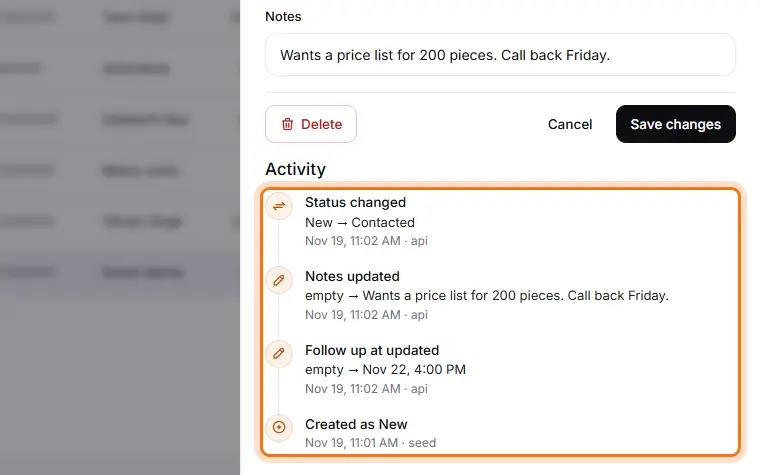 Notes
Wants a price list for 200 pieces. Call back Friday.
Delete
Cancel
Save changes
Activity
Status changed
New → Contacted
Nov 19, 11:02 AM · api
Notes updated
empty → Wants a price list for 200 pieces. Call back Friday.
Nov 19, 11:02 AM · api
Follow up at updated
empty → Nov 22, 4:00 PM
Nov 19, 11:02 AM · api
Created as New
Nov 19, 11:01 AM · seed